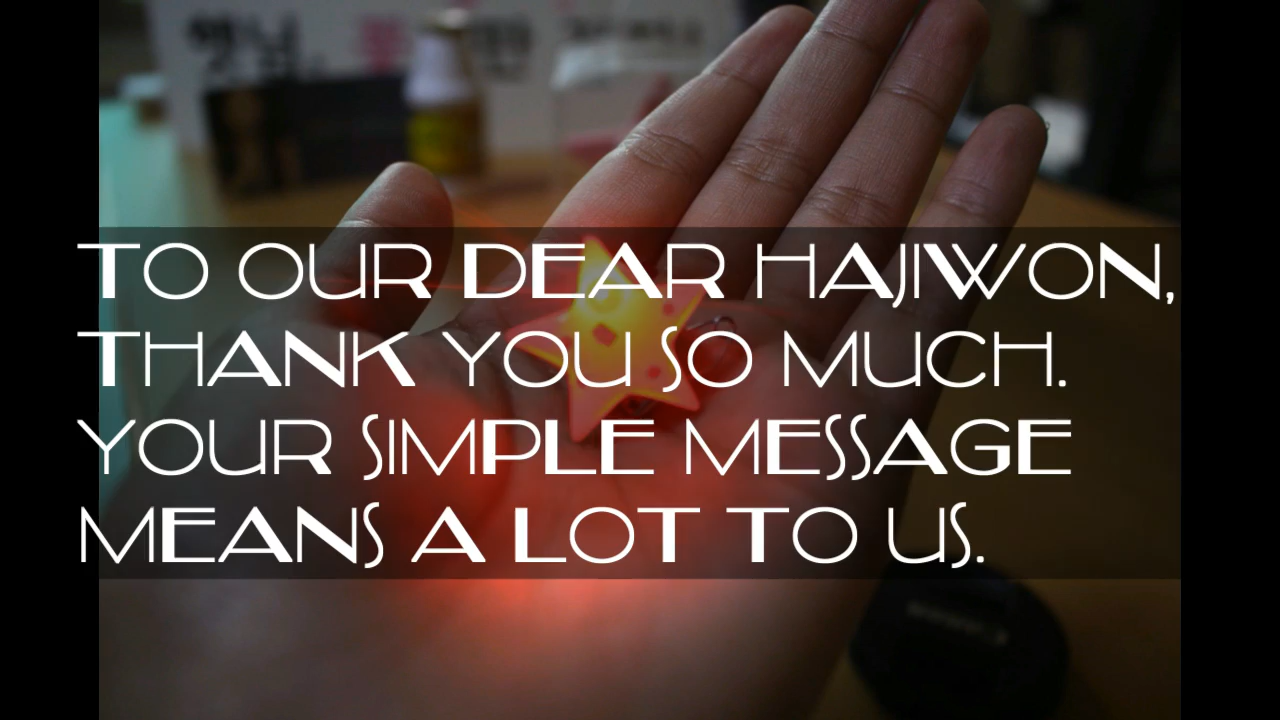 TO OUR DEAR HAJIWON,
THANK YOU SO MUCH.
YOUR SIMPLE MESSAGE
MEANS A LOT TO US.